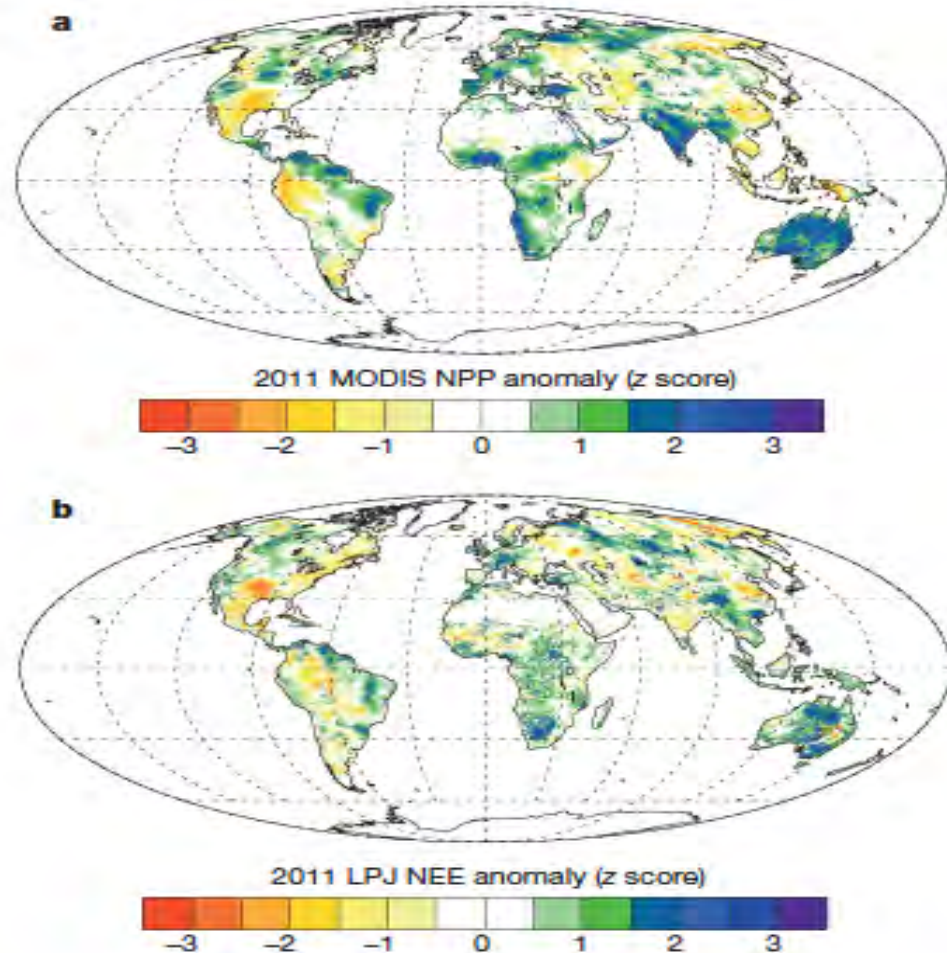 a
2011 MODIS NPP anomaly (z score)
–3 –2 –1 0 1 2 3
b
2011 LPJ NEE anomaly (z score)
–3 –2 –1 0 1 2 3